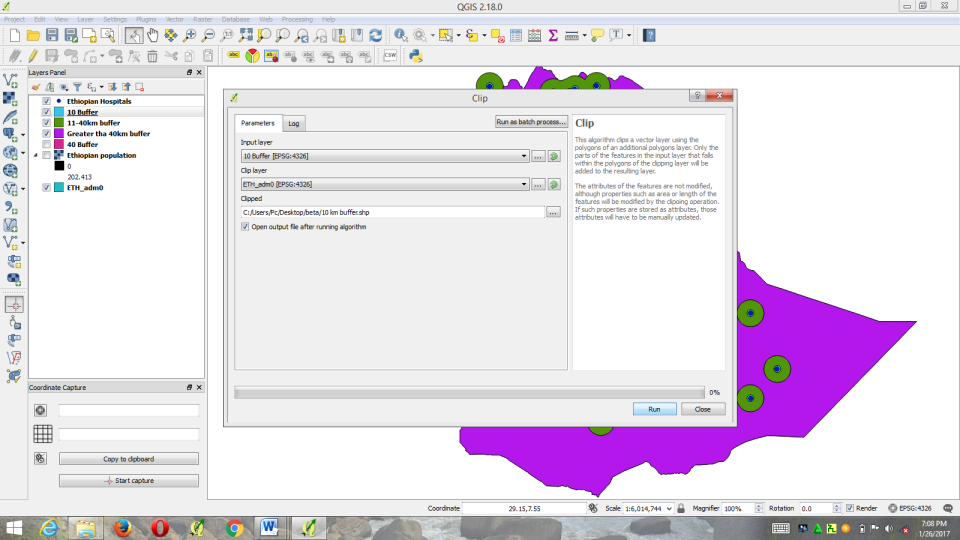 QGIS 2.18.0
Project Edit View Layer Settings Plugins Vector Raster Database Web Processing Help
Layers Panel
Ethiopian Hospitals
10 Buffer
11-40km buffer
Greater tha 40km buffer
40 Buffer
Ethiopian population
0
202.413
ETH_adm0
Coordinate Capture
Copy to clipboard
Start capture
Clip
Parameters Log
Run as batch process...
Input layer
10 Buffer [EPSG:4326]
Clip layer
ETH_adm0 [EPSG:4326]
Clipped
C:/Users/Pc/Desktop/beta/10 km buffer.shp
Open output file after running algorithm
Clip
This algorithm clips a vector layer using the
polygons of an additional polygons layer. Only the
parts of the features in the input layer that falls
within the polygons of the clipping layer will be
added to the resulting layer.
The attributes of the features are not modified,
although properties such as area or length of the
features will be modified by the clipping operation.
If such properties are stored as attributes, those
attributes will have to be manually updated.
0%
Run Close
Coordinate 29.15,7.55 Scale 1:6,014,744 Magnifier 100% Rotation 0.0 Render EPSG:4326
7:08 PM
1/26/2017